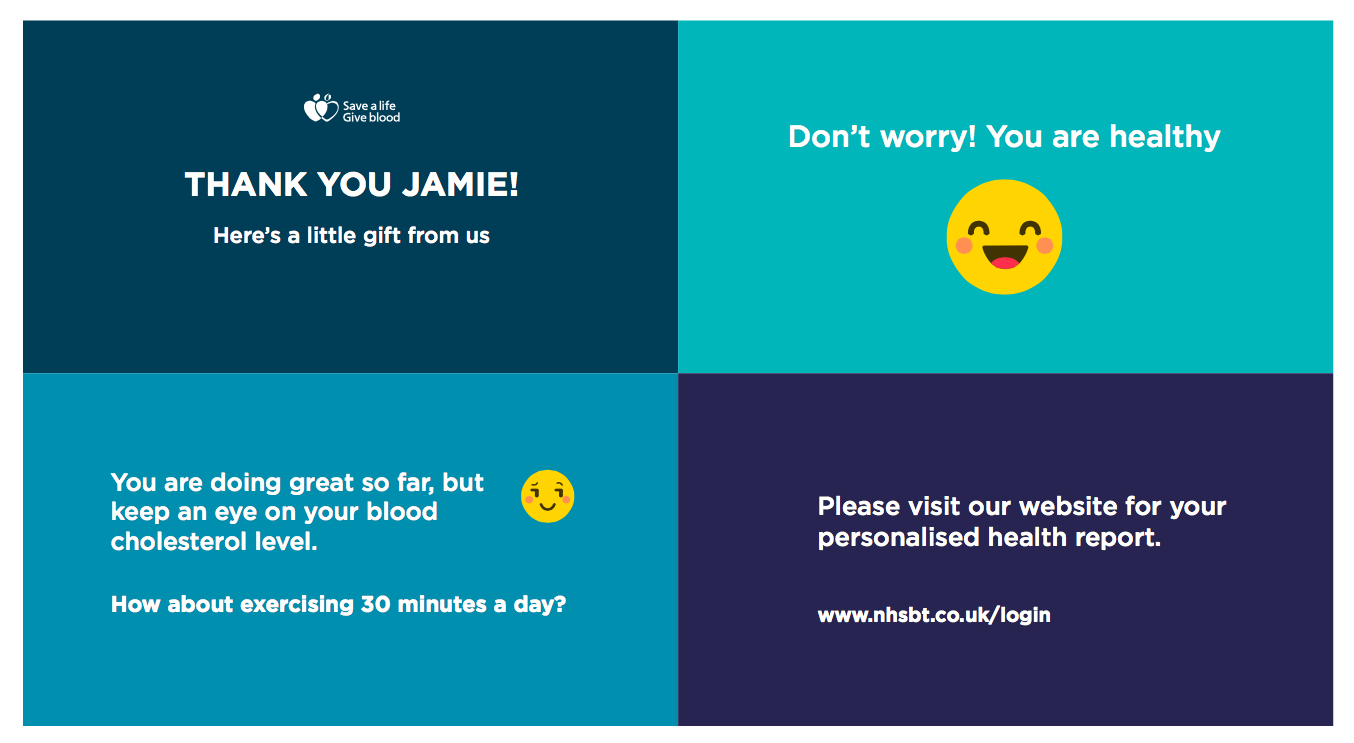 Save a life
Give blood
THANK YOU JAMIE!
Here's a little gift from us
Don't worry! You are healthy
You are doing great so far, but
keep an eye on your blood
cholesterol level.
How about exercising 30 minutes a day?
Please visit our website for your
personalised health report.
www.nhsbt.co.uk/login